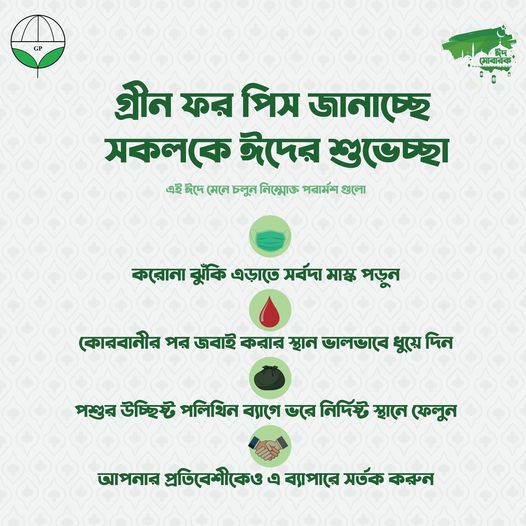 GP
ঈদ
মোবারক
গ্রীন ফর পিস জানাচ্ছে
সকলকে ঈদের শুভেচ্ছা
এই ঈদে মেনে চলুন নিম্মোক্ত পরার্মশ গুলো
করোনা ঝুঁকি এড়াতে সর্বদা মাস্ক পড়ুন
কোরবানীর পর জবাই করার স্থান ভালভাবে ধুয়ে দিন
পশুর উচ্ছিষ্ট পলিথিন ব্যাগে ভরে নির্দিষ্ট স্থানে ফেলুন
আপনার প্রতিবেশীকেও এ ব্যাপারে সর্তক করুন